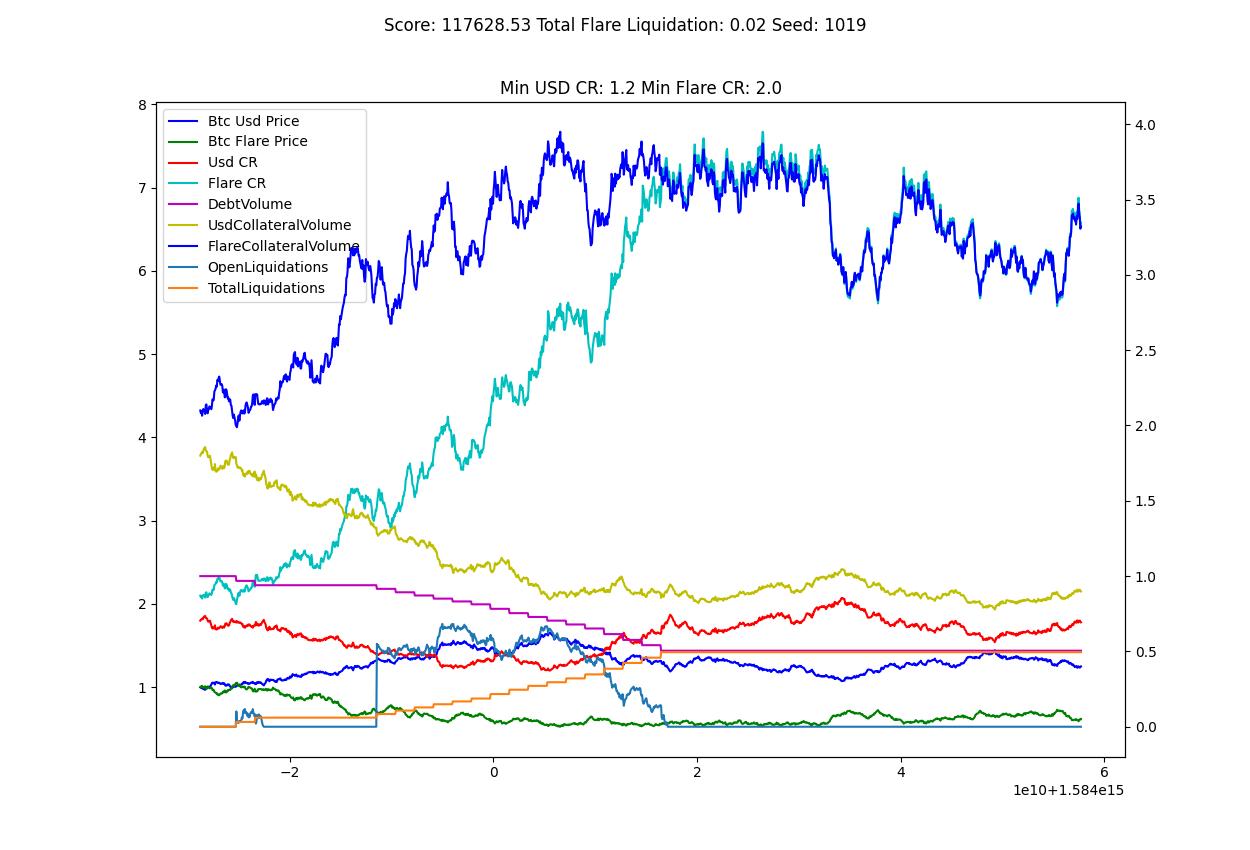 Score: 117628.53 Total Flare Liquidation: 0.02 Seed: 1019
Min USD CR: 1.2 Min Flare CR: 2.0
Btc Usd Price
Btc Flare Price
Usd CR
Flare CR
DebtVolume
UsdCollateralVolume
FlareCollateralVolume
OpenLiquidations
TotalLiquidations
8
7
6
5
4
3
2
1
4.0
3.5
3.0
2.5
2.0
1.5
1.0
0.5
0.0
−2 0 2 4 6
1e10+1.584e15